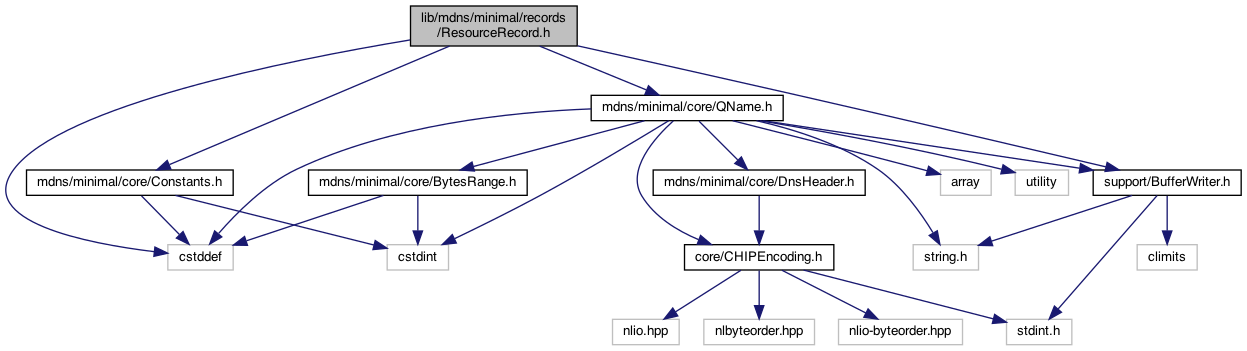 lib/mdns/minimal/records
/ResourceRecord.h
mdns/minimal/core/QName.h
mdns/minimal/core/Constants.h
mdns/minimal/core/BytesRange.h
mdns/minimal/core/DnsHeader.h
array
utility
support/BufferWriter.h
cstddef
cstdint
core/CHIPEncoding.h
string.h
climits
nlio.hpp
nlbyteorder.hpp
nlio-byteorder.hpp
stdint.h